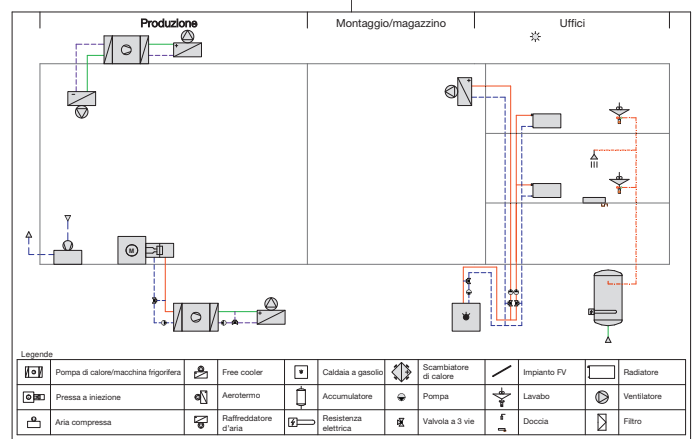 Produzione
Montaggio/magazzino
Uffici
M
Legende
Pompa di calore/macchina frigorifera
Free cooler
Caldaia a gasolio
Scambiatore
di calore
Impianto FV
Radiatore
Pressa a iniezione
Aerotermo
Accumulatore
Pompa
Lavabo
Ventilatore
Aria compressa
Raffreddatore
d'aria
Resistenza
elettrica
Valvola a 3 vie
Doccia
Filtro